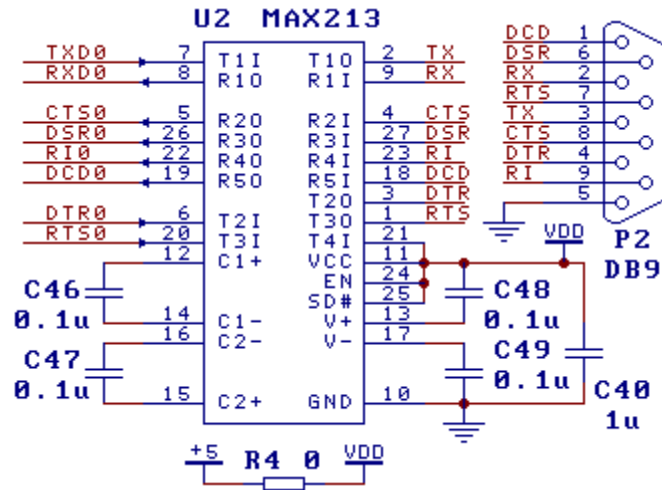 U2 MAX213
TXD0 7 T1I T1O 2 TX DCD 1
RXD0 8 R1O R1I 9 RX DSR 6
RX 2
RTS 7
CTS0 5 R2O R2I 4 CTS TX 3
DSR0 26 R3O R3I 27 DSR CTS 8
RI0 22 R4O R4I 23 RI DTR 4
DCD0 19 R5O R5I 18 DCD RI 9
T2O 3 DTR 5
DTR0 6 T2I T3O 1 RTS
RTS0 20 T3I T4I 21 VDD P2
12 C1+ VCC 11 DB9
EN 24
C46 SD# 25 C48
0.1u 14 C1- V+ 13 0.1u
16 C2- V- 17
C47 C49
0.1u 0.1u
15 C2+ GND 10 C40
1u
+5 R4 0 VDD